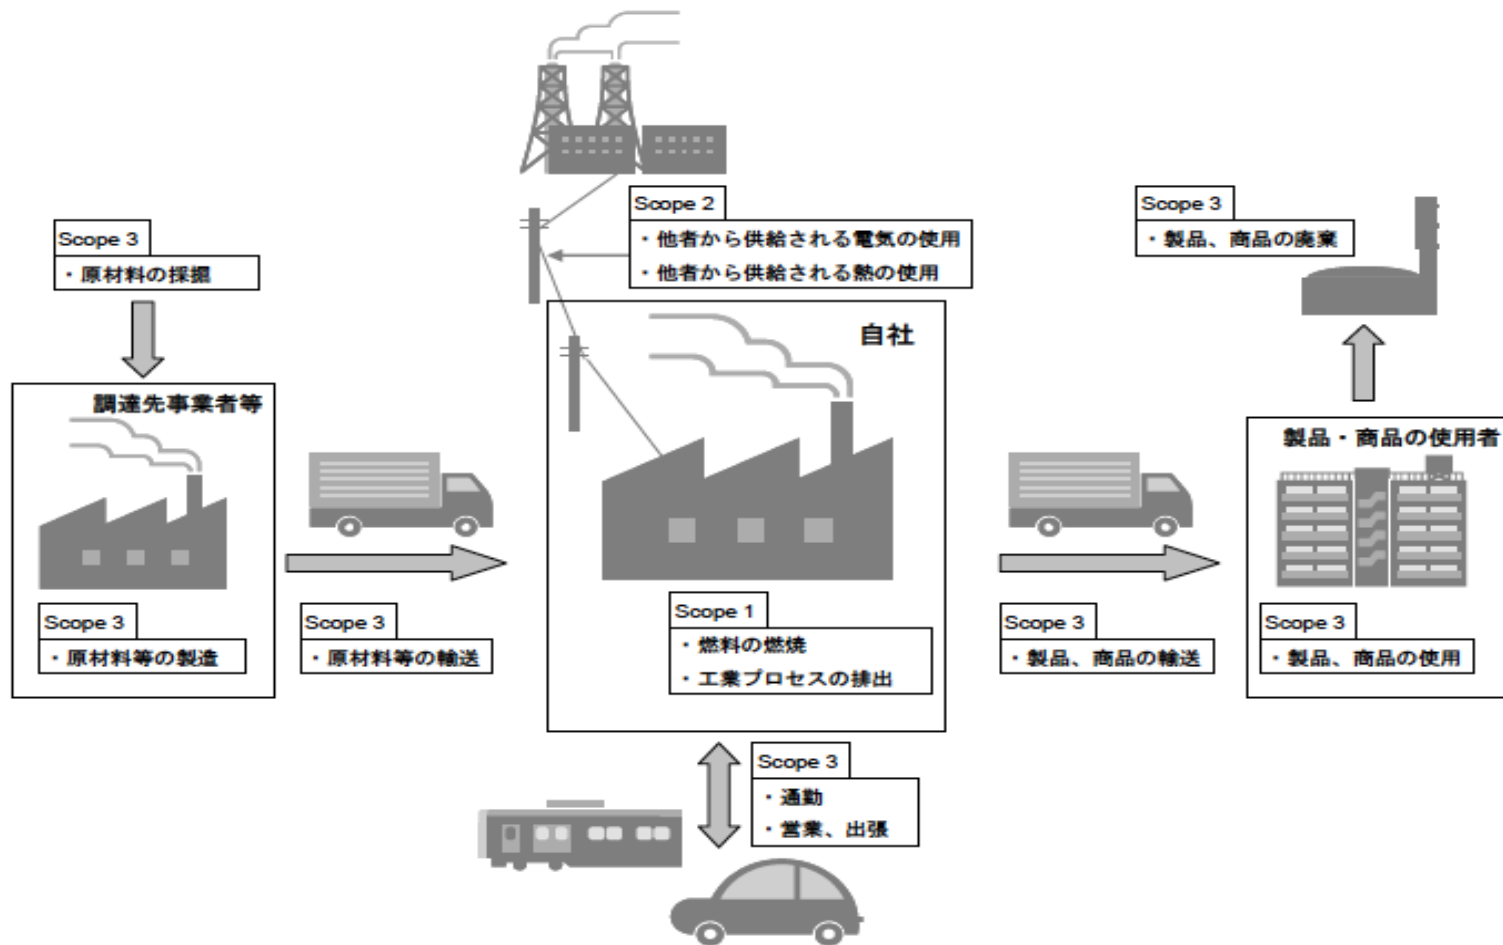 Scope 2
・他者から供給される電気の使用
・他者から供給される熱の使用
Scope 3
・製品、商品の廃棄
Scope 3
・原材料の採掘
自社
調達先事業者等
製品・商品の使用者
Scope 3
・原材料等の製造
Scope 3
・原材料等の輸送
Scope 1
・燃料の燃焼
・工業プロセスの排出
Scope 3
・製品、商品の輸送
Scope 3
・製品、商品の使用
Scope 3
・通勤
・営業、出張